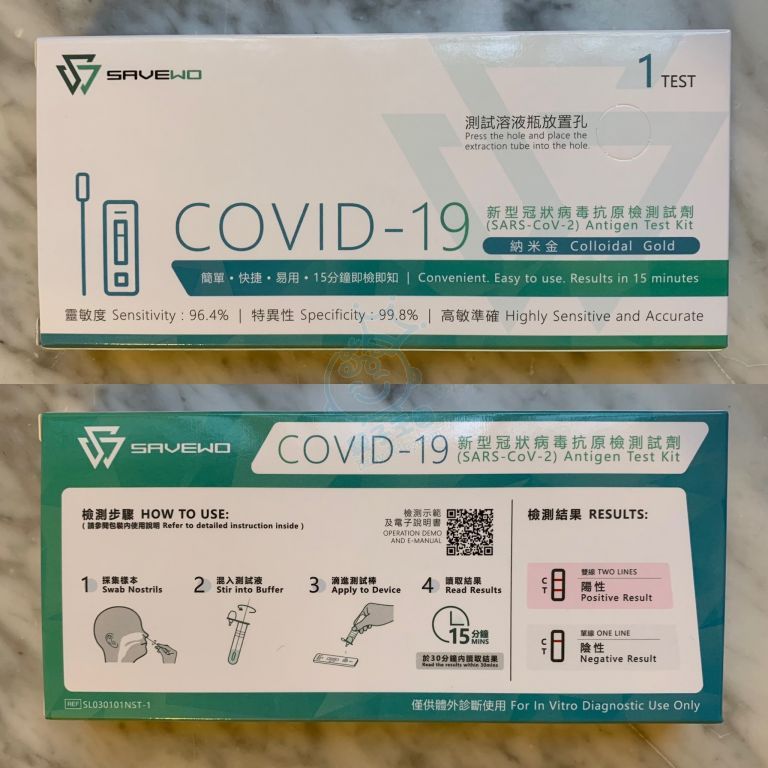 SAVEWO
1 TEST
測試溶液瓶放置孔
Press the hole and place the
extraction tube into the hole.
COVID-19
新型冠狀病毒抗原檢測試劑
(SARS-CoV-2) Antigen Test Kit
納米金 Colloidal Gold
簡單・快捷・易用・15分鐘即檢即知 | Convenient. Easy to use. Results in 15 minutes
靈敏度 Sensitivity : 96.4% | 特異性 Specificity : 99.8% | 高敏準確 Highly Sensitive and Accurate
SAVEWO
COVID-19
新型冠狀病毒抗原檢測試劑
(SARS-CoV-2) Antigen Test Kit
檢測步驟 HOW TO USE:
( 請參閱包裝內使用說明 Refer to detailed instruction inside )
檢測示範
及電子說明書
OPERATION DEMO
AND E-MANUAL
1 採集樣本
Swab Nostrils
2 混入測試液
Stir into Buffer
3 滴進測試棒
Apply to Device
4 讀取結果
Read Results
15 分鐘
MINS
於30分鐘內讀取結果
Read the results within 30mins
檢測結果 RESULTS:
C
T
雙線 TWO LINES
陽性
Positive Result
C
T
單線 ONE LINE
陰性
Negative Result
REF SL030101NST-1
僅供體外診斷使用 For In Vitro Diagnostic Use Only